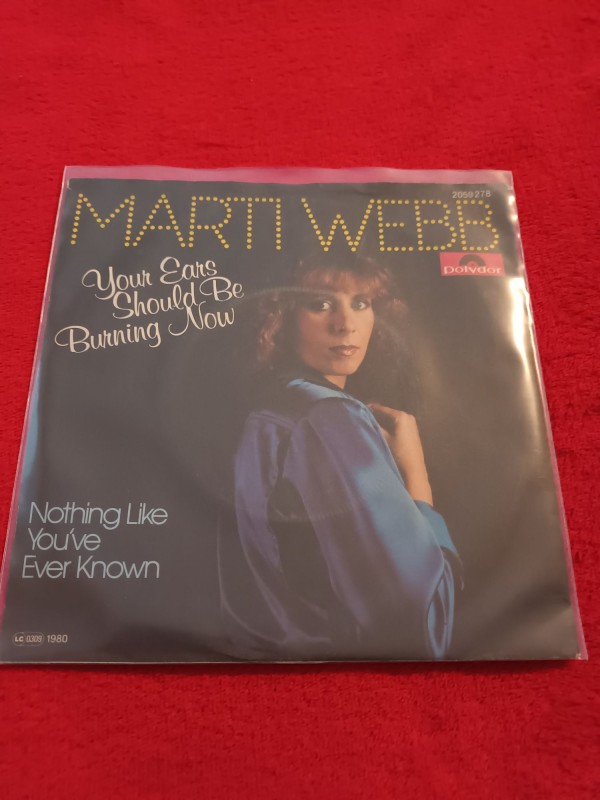 2059 278
MARTI WEBB
polydor
Your Ears
Should Be
Burning Now
Nothing Like
You've
Ever Known
LC 0309 1980